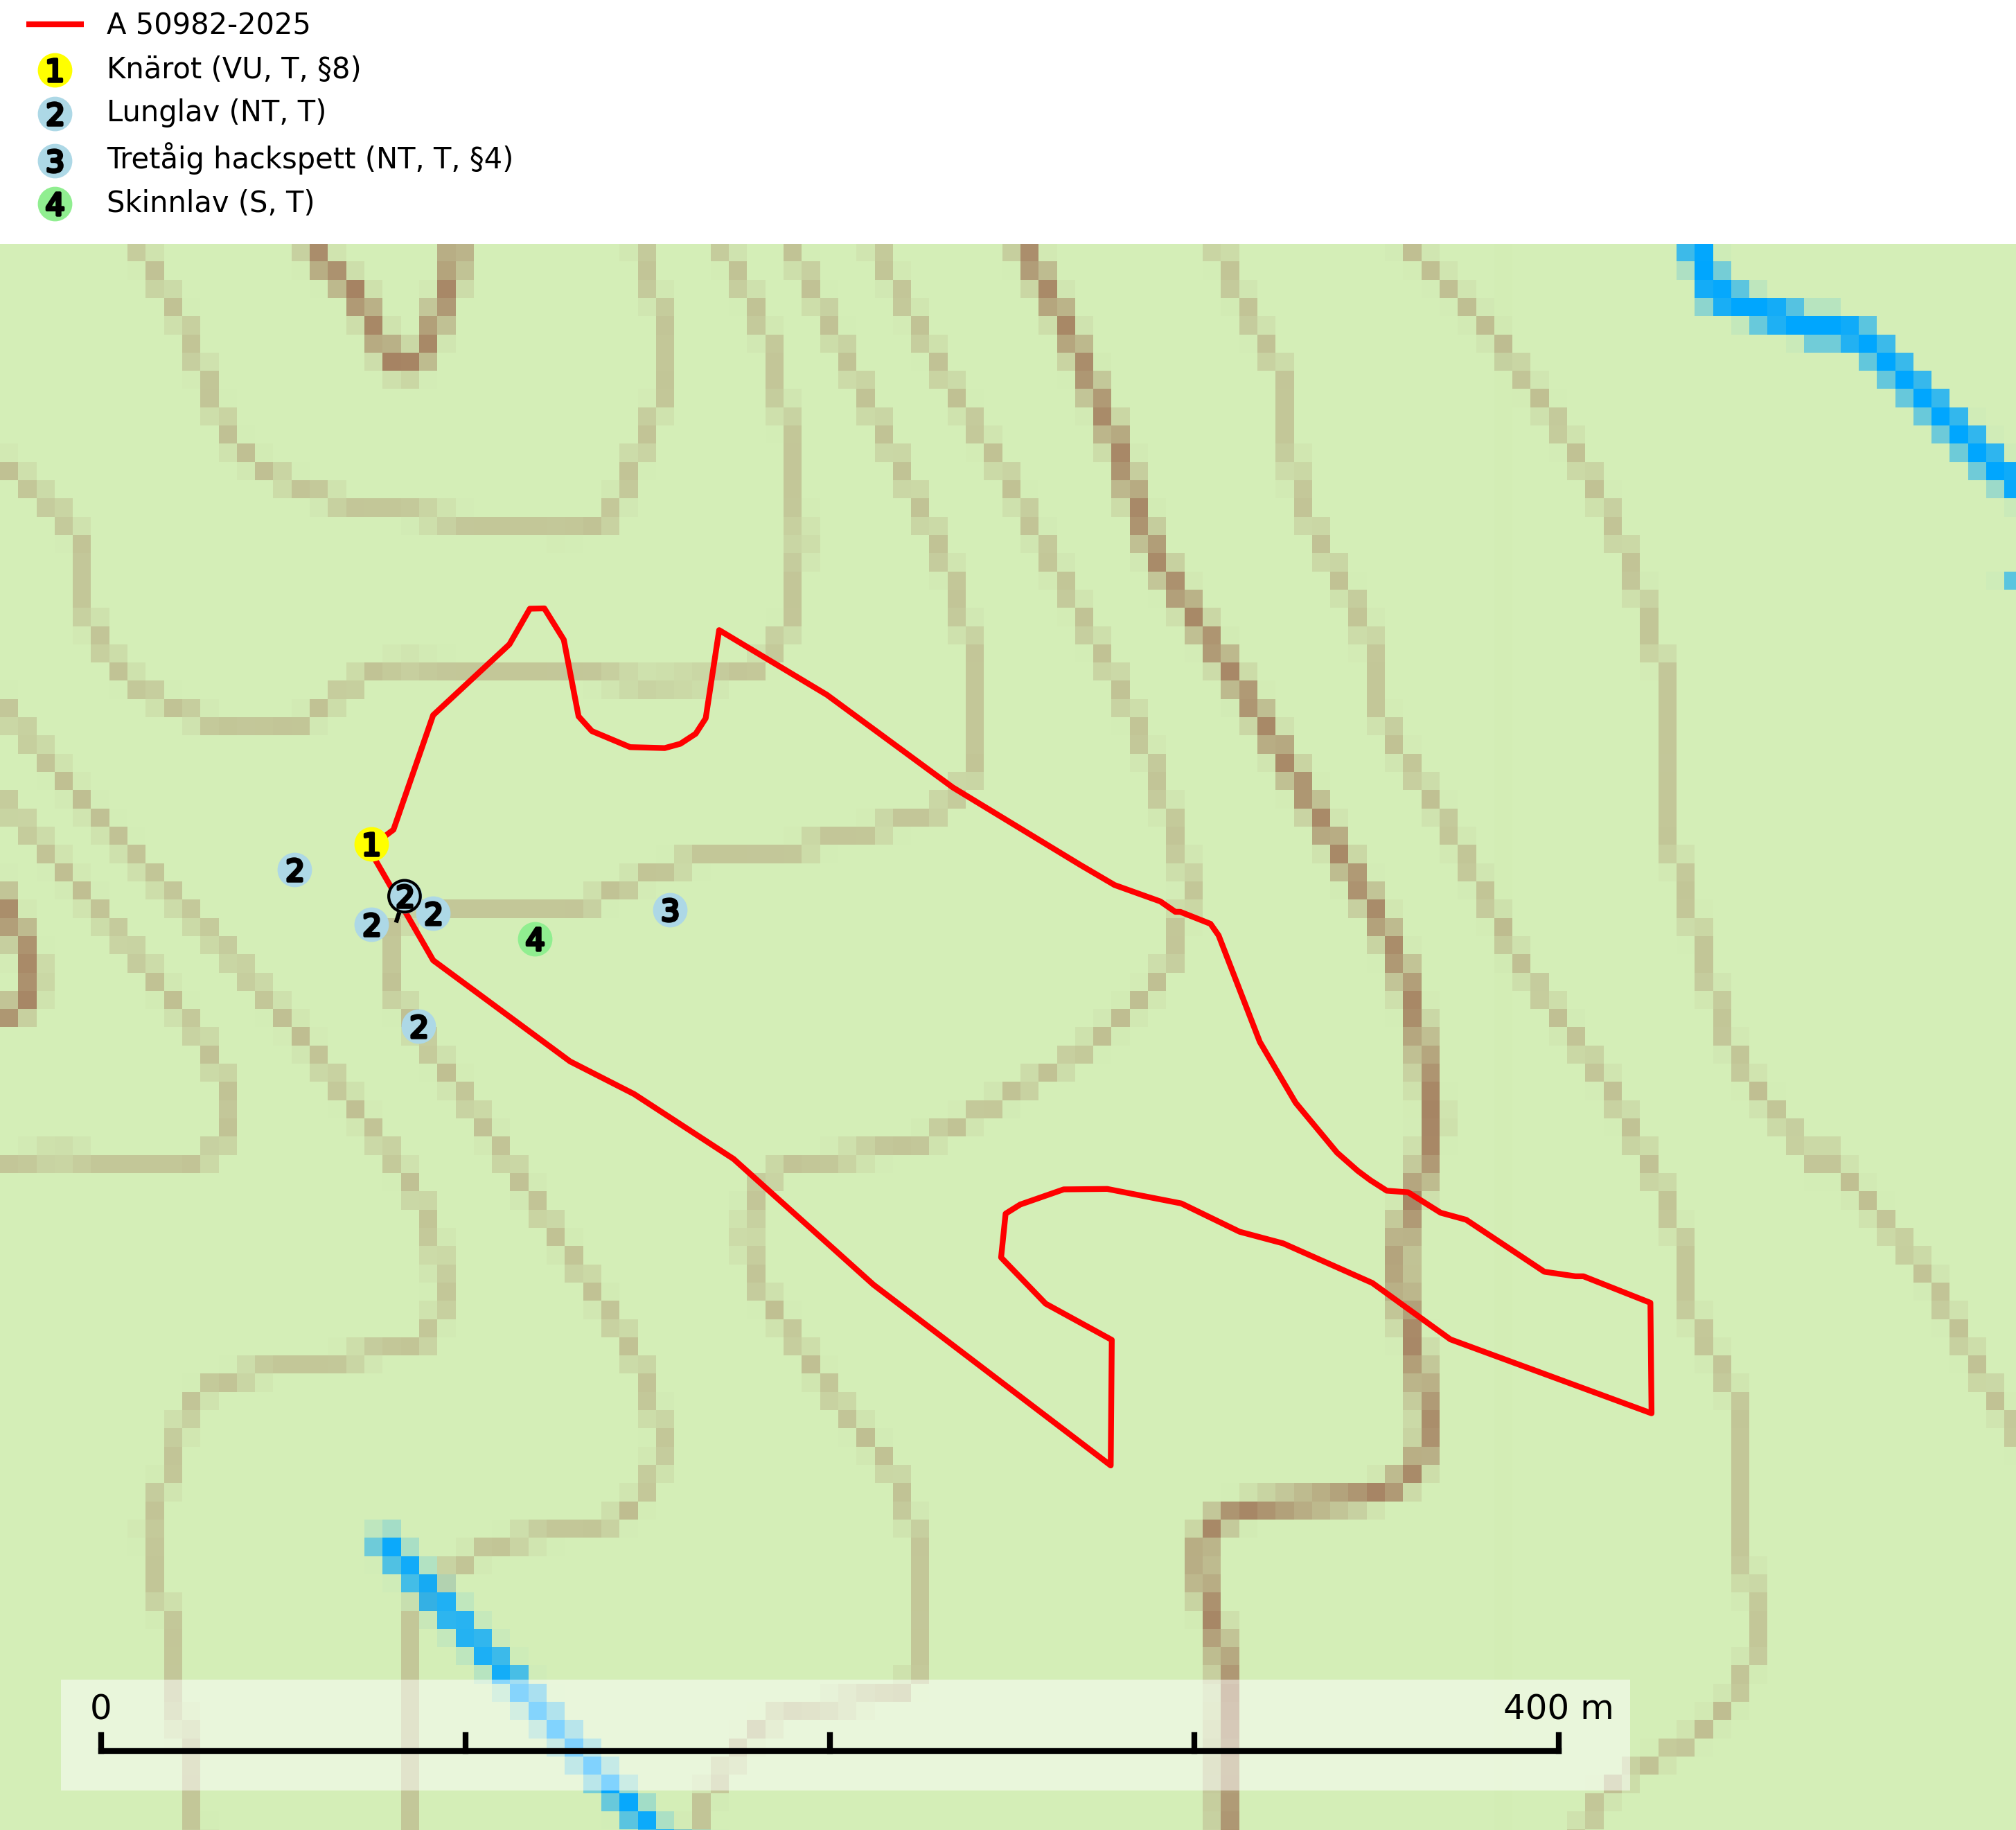 A 50982-2025
1 Knärot (VU, T, §8)
2 Lunglav (NT, T)
3 Tretåig hackspett (NT, T, §4)
4 Skinnlav (S, T)
1
2
2
2
2
3
4
2
0 400 m